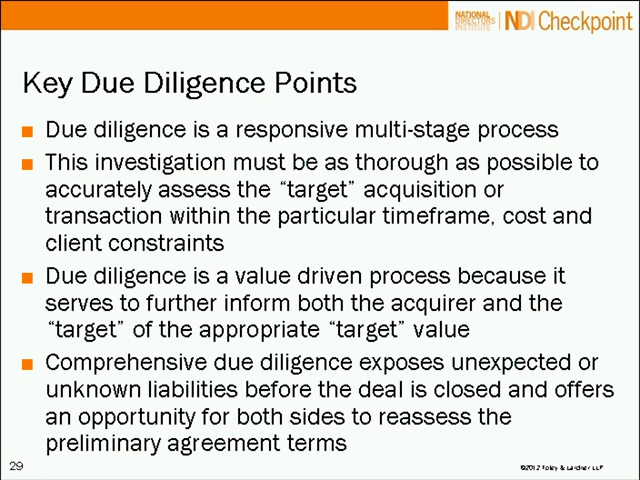 NATIONAL
DIRECTORS
INSTITUTE
NDI Checkpoint
Key Due Diligence Points
Due diligence is a responsive multi-stage process
This investigation must be as thorough as possible to
accurately assess the “target” acquisition or
transaction within the particular timeframe, cost and
client constraints
Due diligence is a value driven process because it
serves to further inform both the acquirer and the
“target” of the appropriate “target” value
Comprehensive due diligence exposes unexpected or
unknown liabilities before the deal is closed and offers
an opportunity for both sides to reassess the
preliminary agreement terms
29
©2012 Foley & Lardner LLP